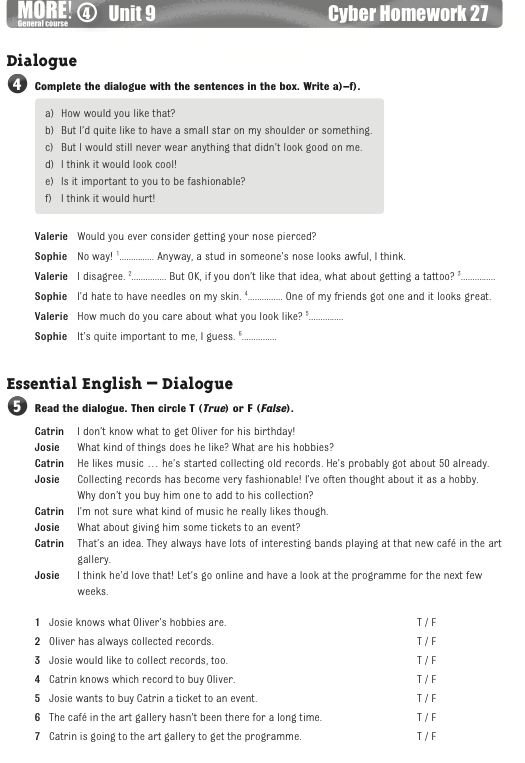 MORE! 4 Unit 9 Cyber Homework 27
General course
Dialogue
4 Complete the dialogue with the sentences in the box. Write a)–f).
a) How would you like that?
b) But I'd quite like to have a small star on my shoulder or something.
c) But I would still never wear anything that didn't look good on me.
d) I think it would look cool!
e) Is it important to you to be fashionable?
f) I think it would hurt!
Valerie Would you ever consider getting your nose pierced?
Sophie No way! 1............... Anyway, a stud in someone's nose looks awful, I think.
Valerie I disagree. 2............... But OK, if you don't like that idea, what about getting a tattoo? 3...............
Sophie I'd hate to have needles on my skin. 4............... One of my friends got one and it looks great.
Valerie How much do you care about what you look like? 5...............
Sophie It's quite important to me, I guess. 6...............
Essential English – Dialogue
5 Read the dialogue. Then circle T (True) or F (False).
Catrin I don't know what to get Oliver for his birthday!
Josie What kind of things does he like? What are his hobbies?
Catrin He likes music … he's started collecting old records. He's probably got about 50 already.
Josie Collecting records has become very fashionable! I've often thought about it as a hobby.
Why don't you buy him one to add to his collection?
Catrin I'm not sure what kind of music he really likes though.
Josie What about giving him some tickets to an event?
Catrin That's an idea. They always have lots of interesting bands playing at that new café in the art
gallery.
Josie I think he'd love that! Let's go online and have a look at the programme for the next few
weeks.
1 Josie knows what Oliver's hobbies are. T / F
2 Oliver has always collected records. T / F
3 Josie would like to collect records, too. T / F
4 Catrin knows which record to buy Oliver. T / F
5 Josie wants to buy Catrin a ticket to an event. T / F
6 The café in the art gallery hasn't been there for a long time. T / F
7 Catrin is going to the art gallery to get the programme. T / F